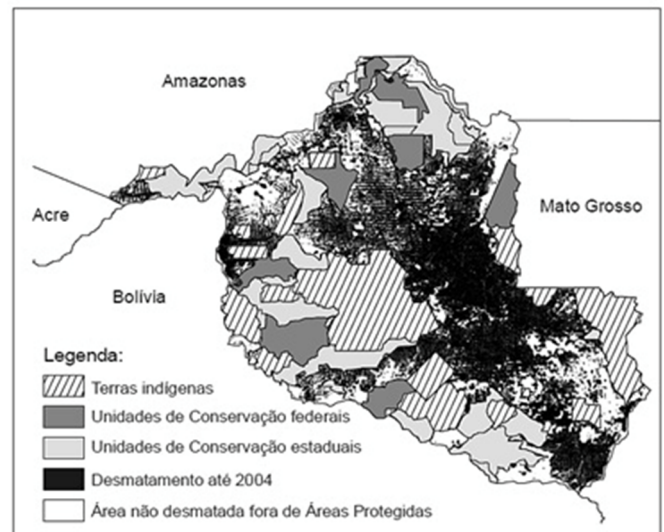 Amazonas
Acre
Mato Grosso
Bolívia
Legenda:
Terras indígenas
Unidades de Conservação federais
Unidades de Conservação estaduais
Desmatamento até 2004
Área não desmatada fora de Áreas Protegidas